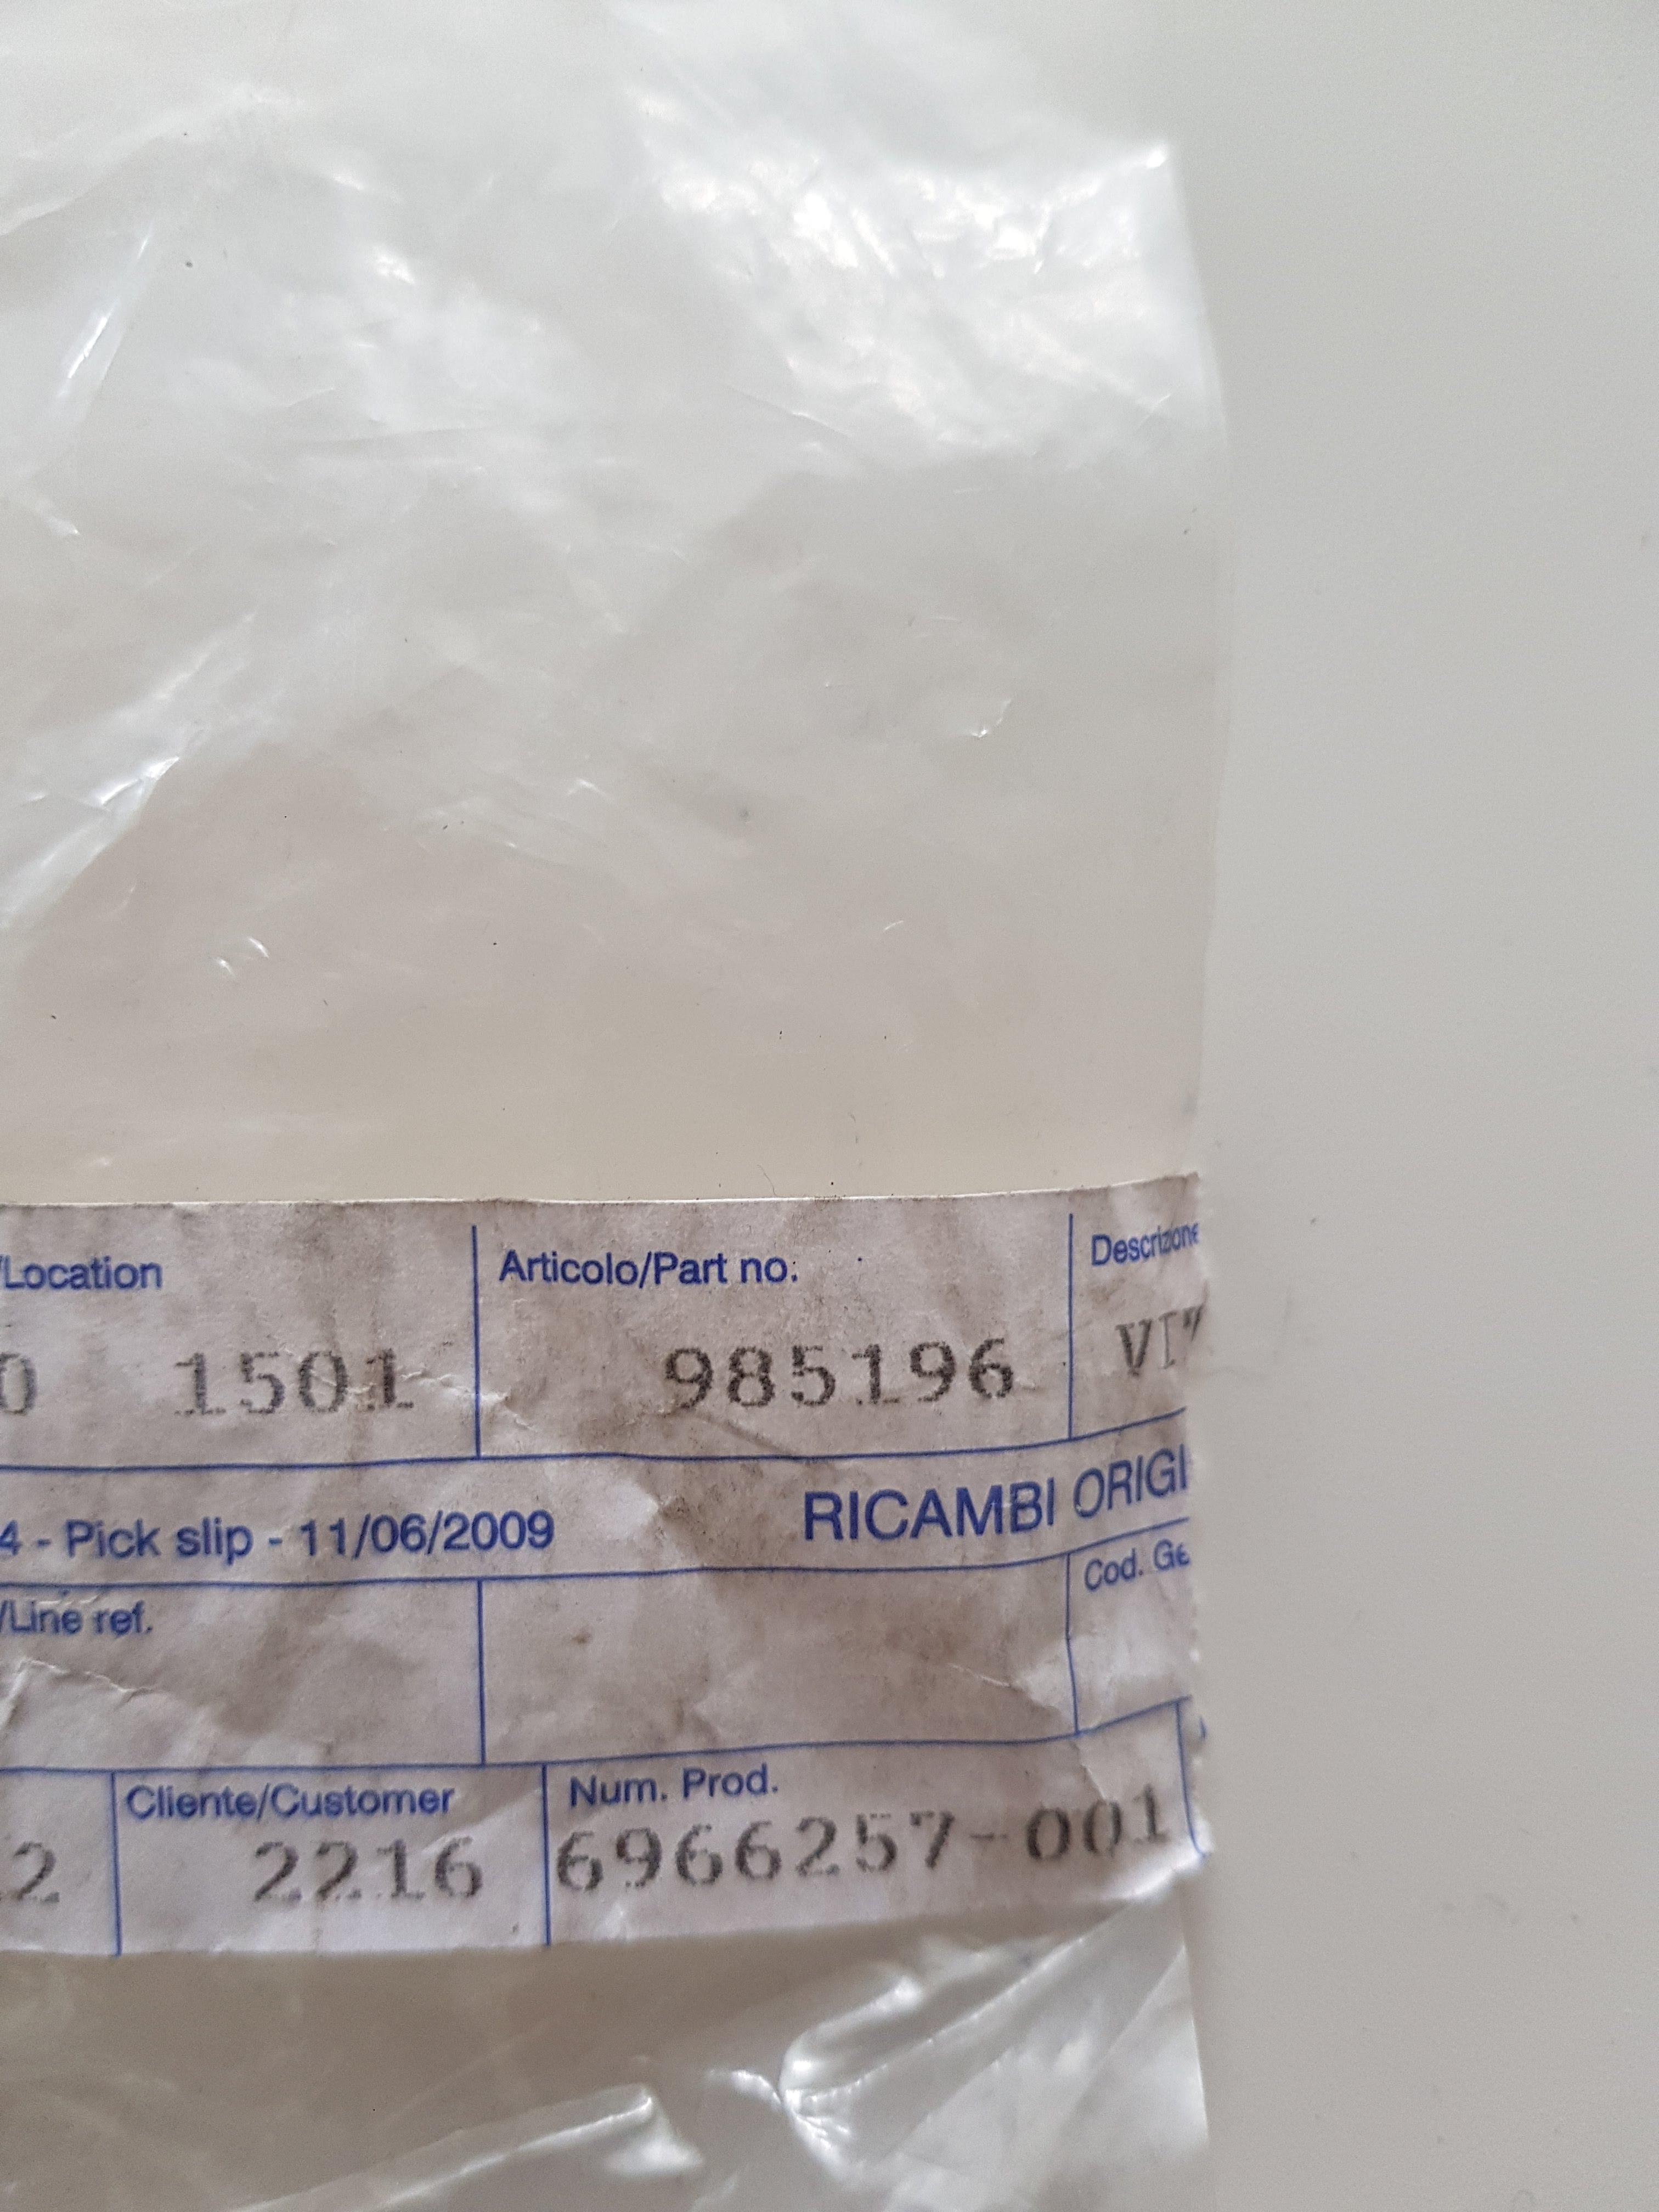 /Location Articolo/Part no. Descrizione
0 1501 985196
4 - Pick slip - 11/06/2009 RICAMBI ORIGI
/Line ref. Cod. Ge
Cliente/Customer Num. Prod.
2 2216 6966257-001